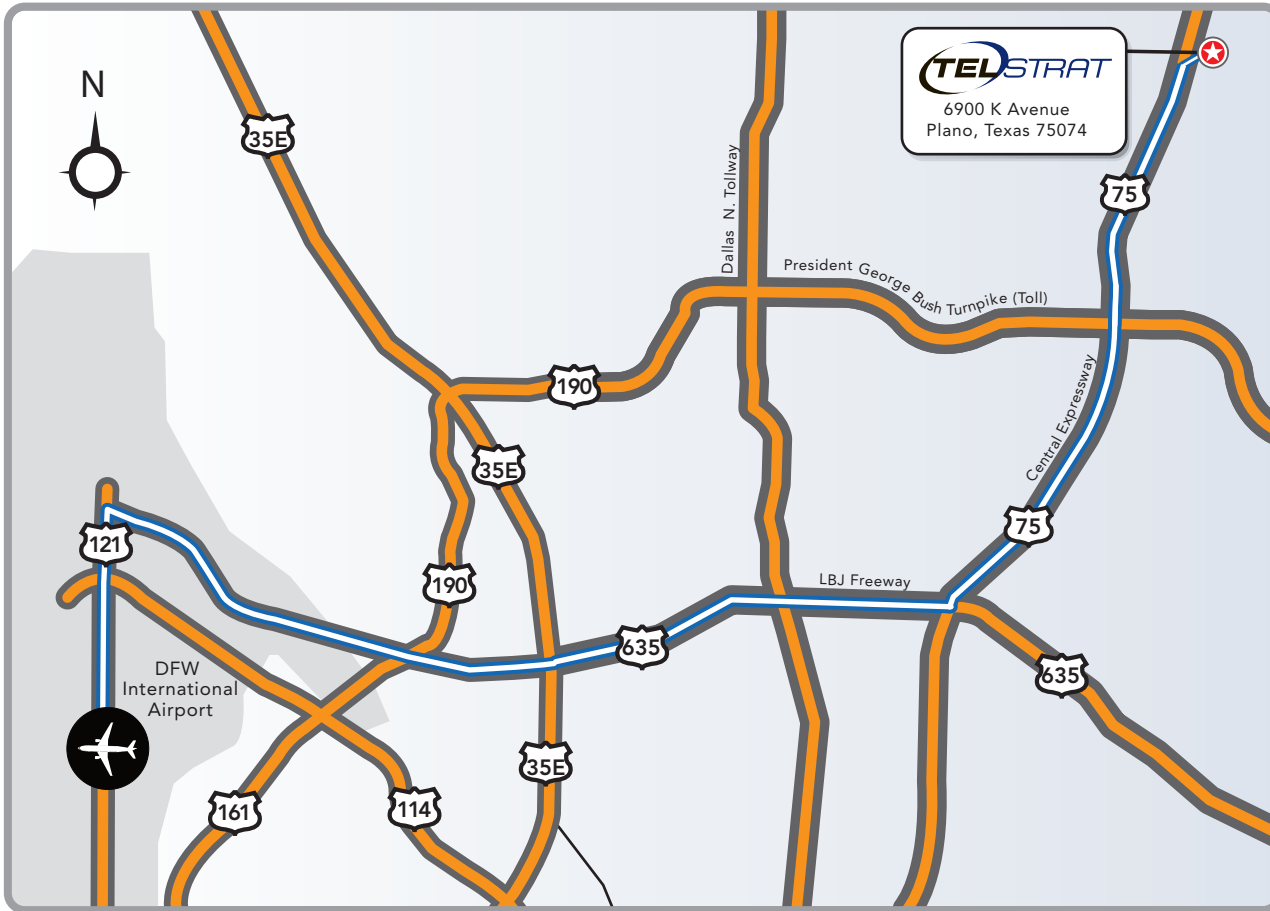 N
TELSTRAT
6900 K Avenue
Plano, Texas 75074
35E
75
Dallas N. Tollway
President George Bush Turnpike (Toll)
190
Central Expressway
35E
75
121
190
LBJ Freeway
635
635
DFW
International
Airport
35E
161
114